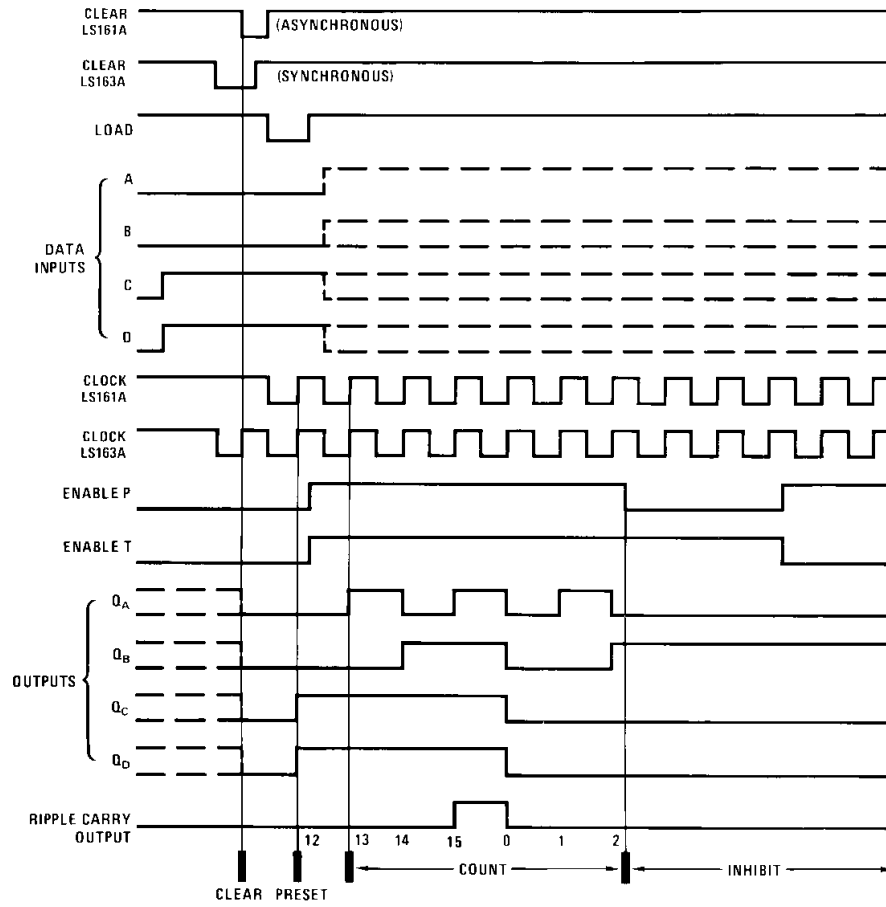 CLEAR
LS161A
(ASYNCHRONOUS)
CLEAR
LS163A
(SYNCHRONOUS)
LOAD
DATA
INPUTS
A
B
C
D
CLOCK
LS161A
CLOCK
LS163A
ENABLE P
ENABLE T
OUTPUTS
QA
QB
QC
QD
RIPPLE CARRY
OUTPUT
12 13 14 15 0 1 2
CLEAR PRESET COUNT INHIBIT